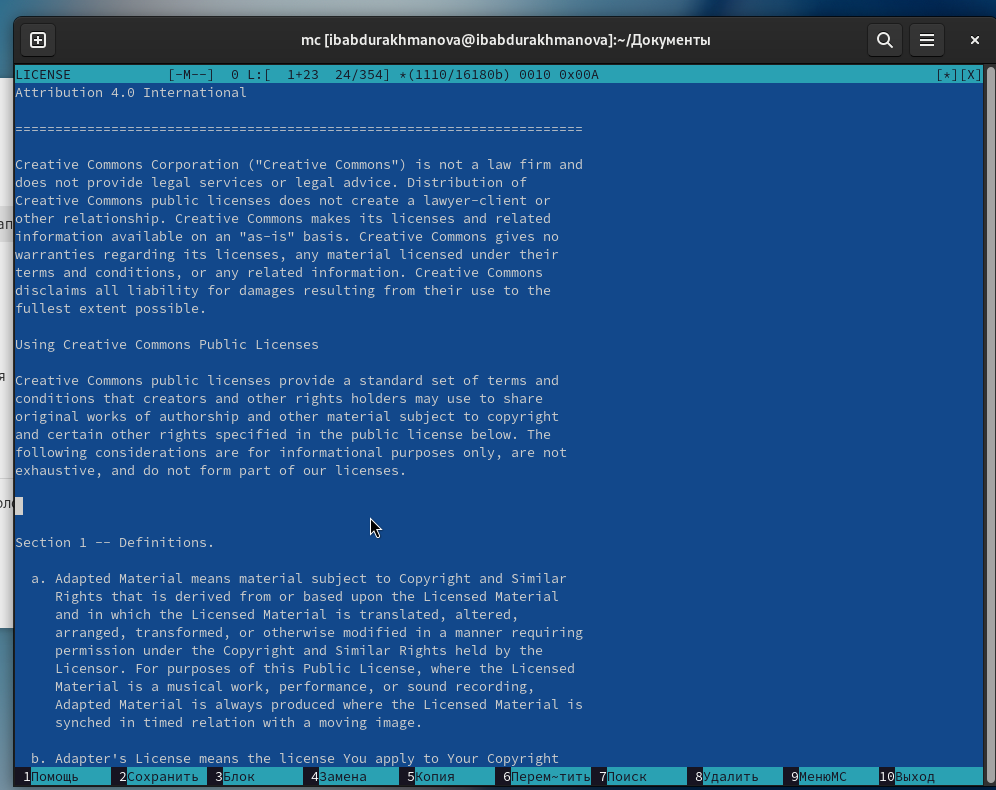 mc [ibabdurakhmanova@ibabdurakhmanova]:~/Документы
LICENSE [-M--] 0 L:[ 1+23 24/354] *(1110/16180b) 0010 0x00A [*][X]
Attribution 4.0 International
=======================================================================
Creative Commons Corporation ("Creative Commons") is not a law firm and
does not provide legal services or legal advice. Distribution of
Creative Commons public licenses does not create a lawyer-client or
other relationship. Creative Commons makes its licenses and related
information available on an "as-is" basis. Creative Commons gives no
warranties regarding its licenses, any material licensed under their
terms and conditions, or any related information. Creative Commons
disclaims all liability for damages resulting from their use to the
fullest extent possible.
Using Creative Commons Public Licenses
Creative Commons public licenses provide a standard set of terms and
conditions that creators and other rights holders may use to share
original works of authorship and other material subject to copyright
and certain other rights specified in the public license below. The
following considerations are for informational purposes only, are not
exhaustive, and do not form part of our licenses.
Section 1 -- Definitions.
a. Adapted Material means material subject to Copyright and Similar
Rights that is derived from or based upon the Licensed Material
and in which the Licensed Material is translated, altered,
arranged, transformed, or otherwise modified in a manner requiring
permission under the Copyright and Similar Rights held by the
Licensor. For purposes of this Public License, where the Licensed
Material is a musical work, performance, or sound recording,
Adapted Material is always produced where the Licensed Material is
synched in timed relation with a moving image.
b. Adapter's License means the license You apply to Your Copyright
1Помощь 2Сохранить 3Блок 4Замена 5Копия 6Перем~тить 7Поиск 8Удалить 9МенюMC 10Выход